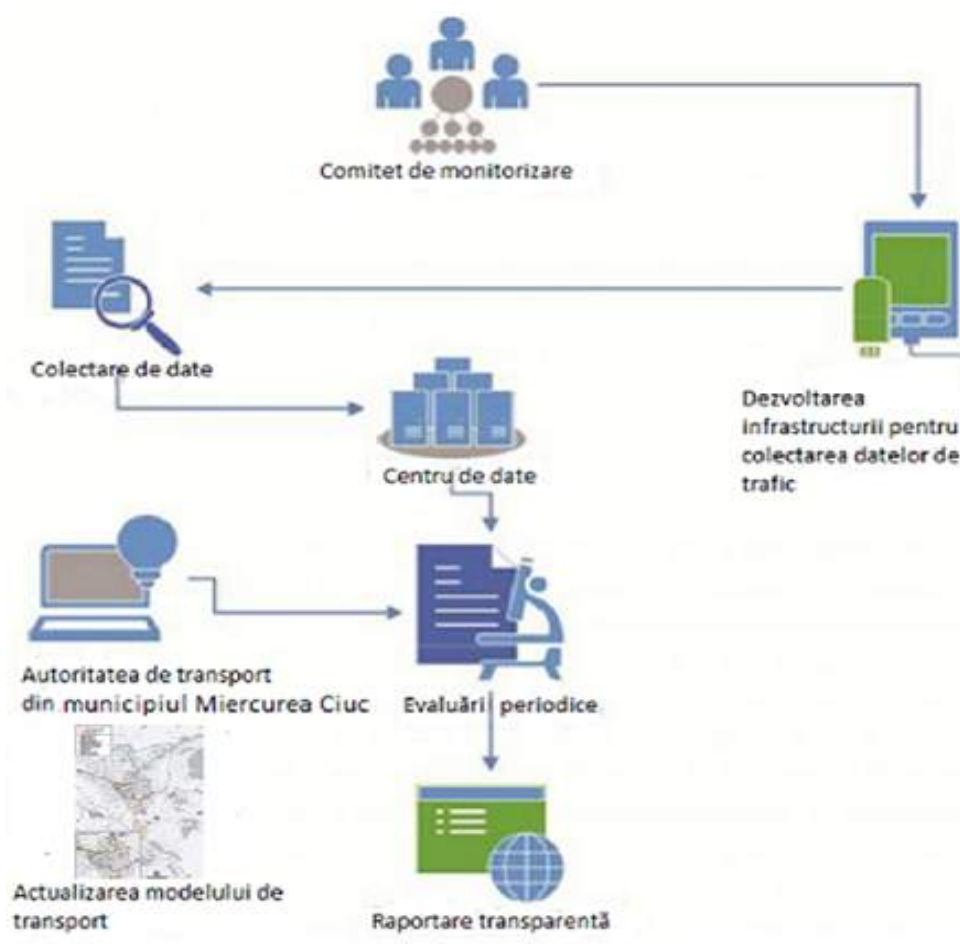 Comitet de monitorizare
Colectare de date
Dezvoltarea
infrastructurii pentru
colectarea datelor de
trafic
Centru de date
Autoritatea de transport
din municipiul Miercurea Ciuc
Evaluări periodice
Actualizarea modelului de
transport
Raportare transparentă